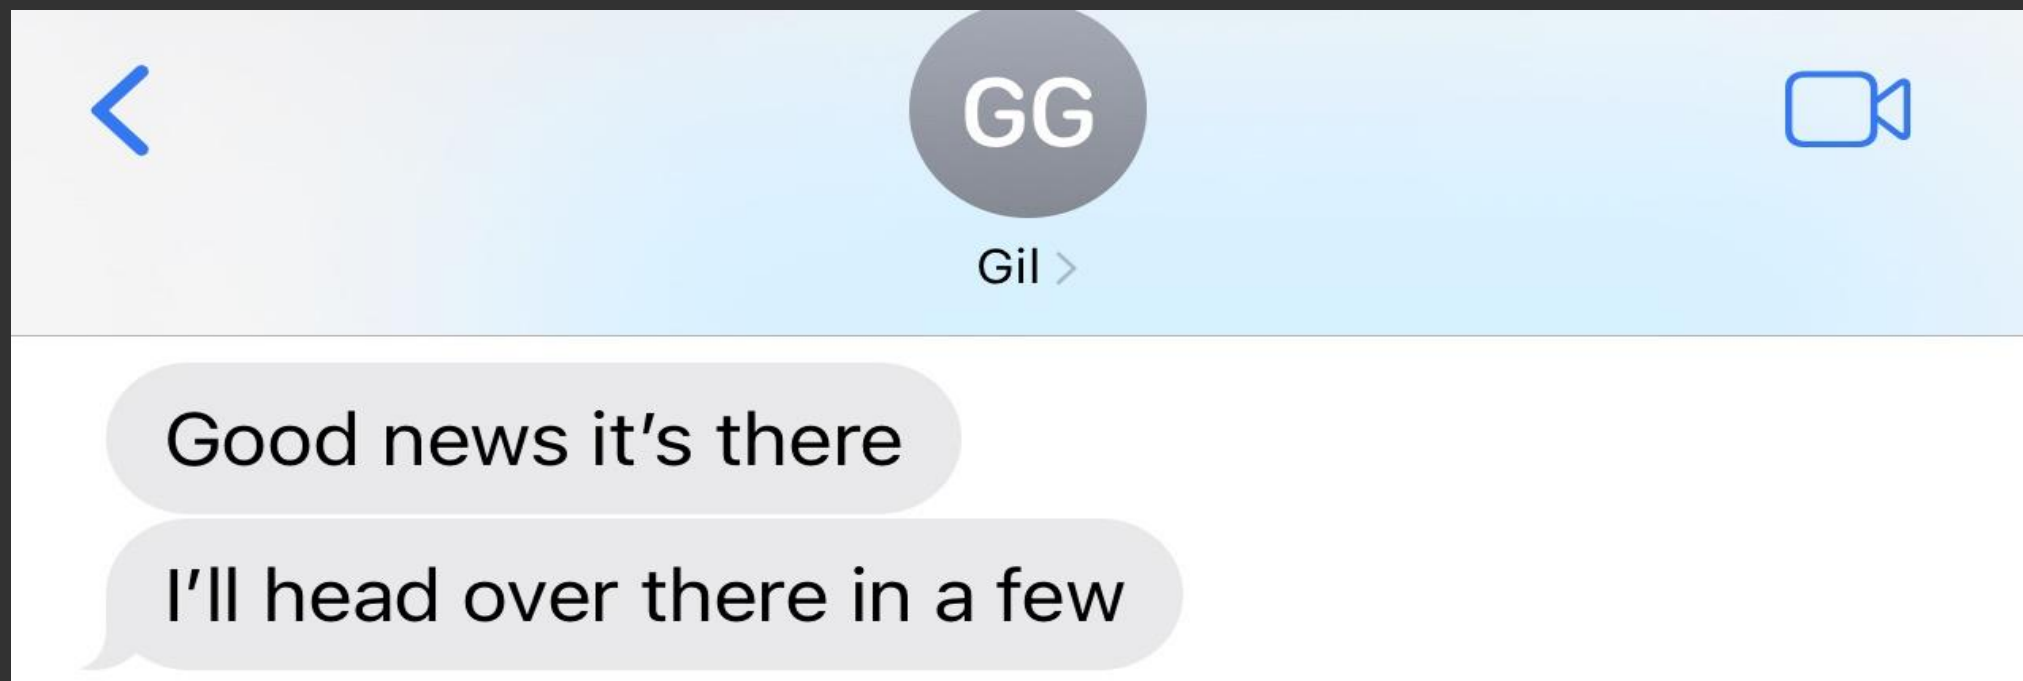 GG
Gil
Good news it’s there
I’ll head over there in a few